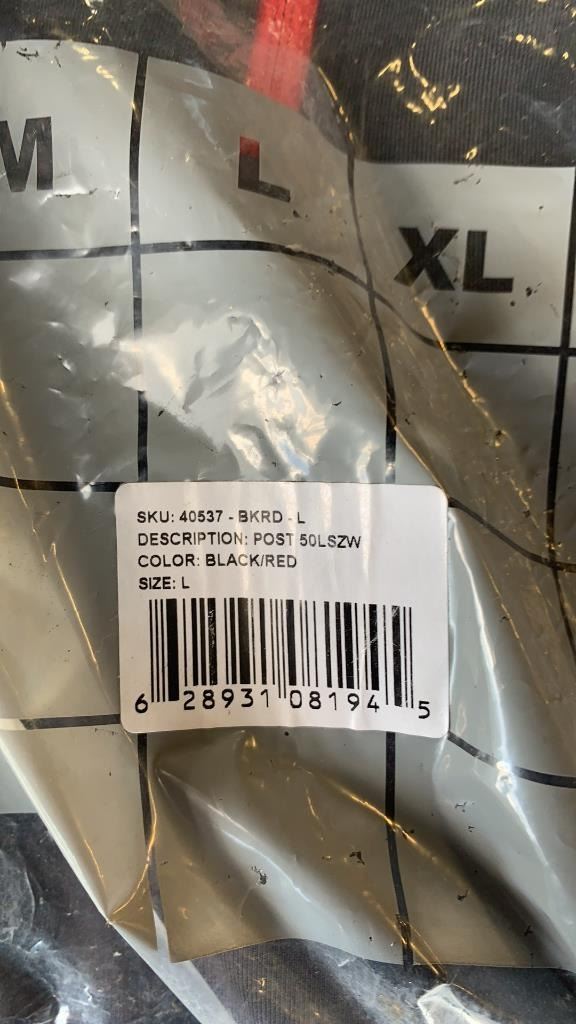 M
L
XL
SKU: 40537 - BKRD - L
DESCRIPTION: POST 50LSZW
COLOR: BLACK/RED
SIZE: L
6 28931 08194 5